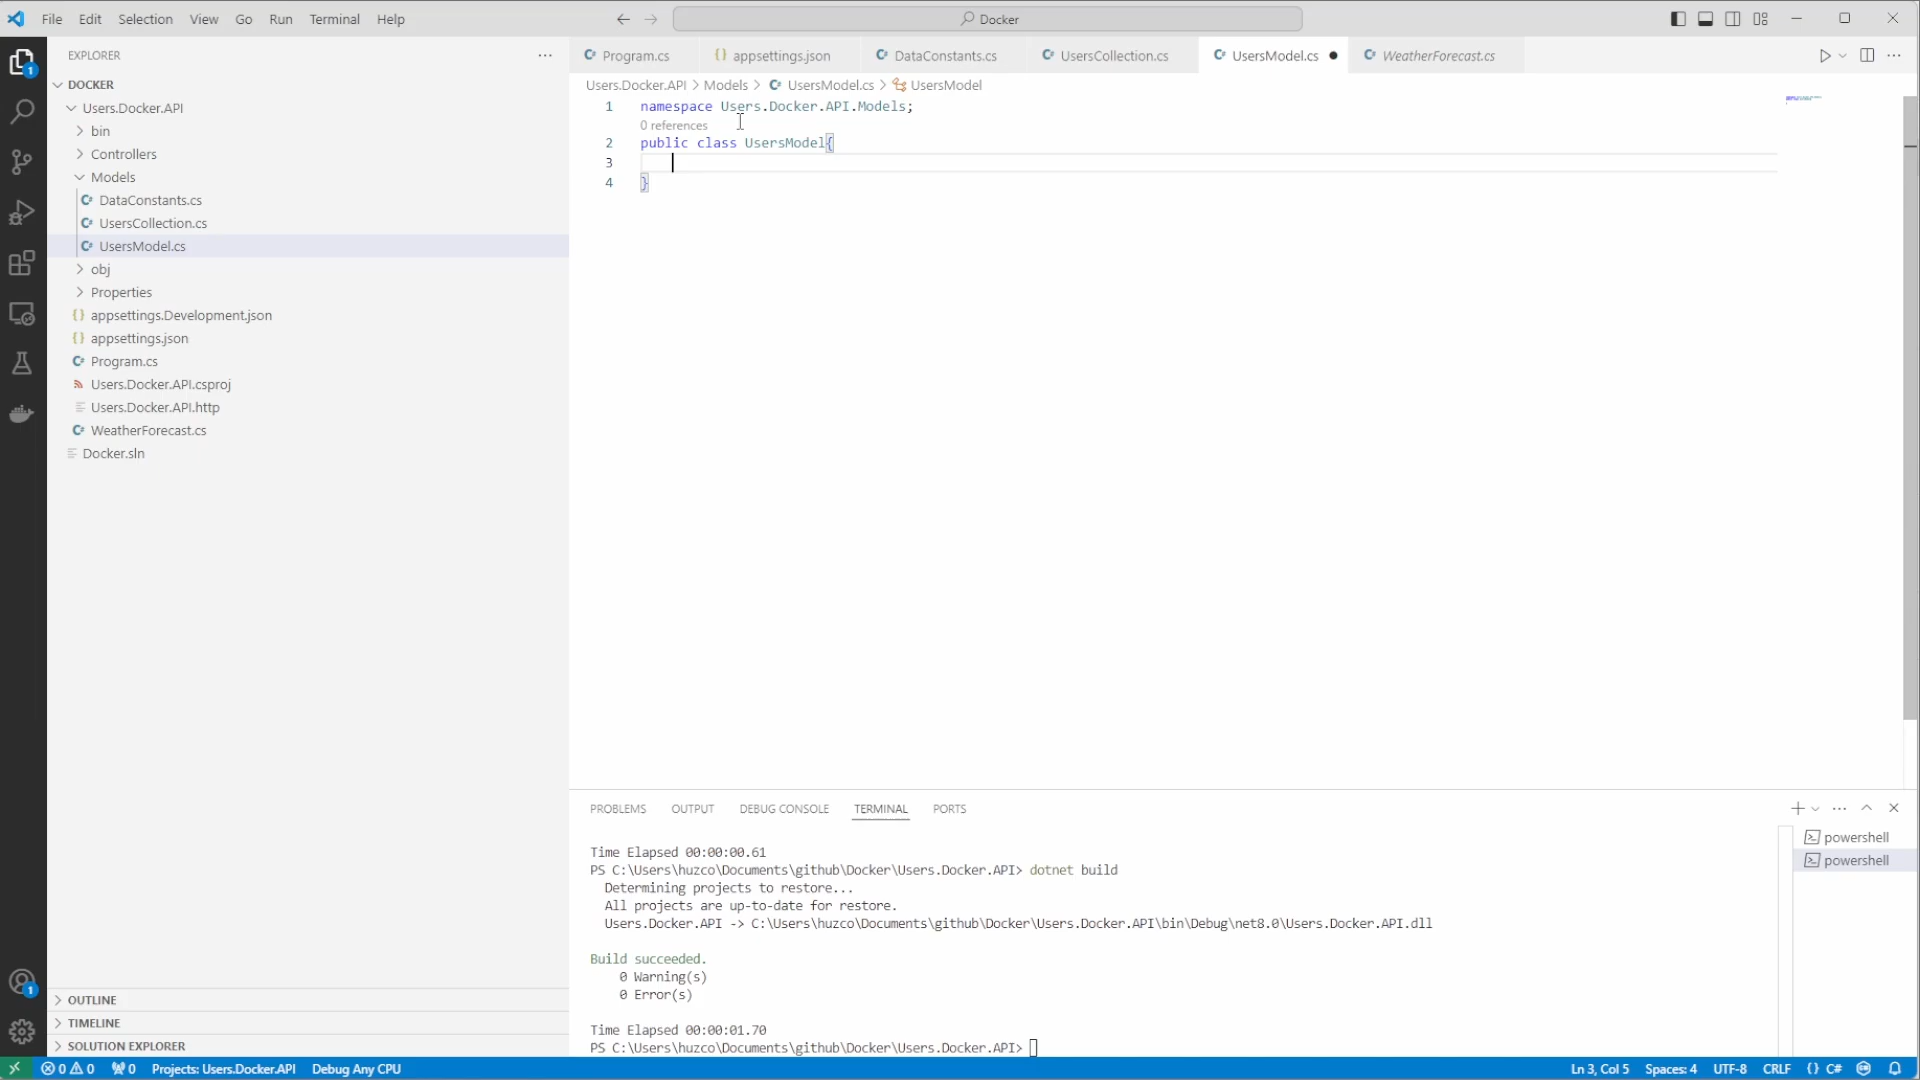 File Edit Selection View Go Run Terminal Help
Docker
EXPLORER
DOCKER
Users.Docker.API
bin
Controllers
Models
DataConstants.cs
UsersCollection.cs
UsersModel.cs
obj
Properties
appsettings.Development.json
appsettings.json
Program.cs
Users.Docker.API.csproj
Users.Docker.API.http
WeatherForecast.cs
Docker.sln
OUTLINE
TIMELINE
SOLUTION EXPLORER
1
1
Program.cs appsettings.json DataConstants.cs UsersCollection.cs UsersModel.cs WeatherForecast.cs
Users.Docker.API > Models > UsersModel.cs > UsersModel
1 namespace Users.Docker.API.Models;
0 references
2 public class UsersModel{
3
4 }
PROBLEMS OUTPUT DEBUG CONSOLE TERMINAL PORTS
Time Elapsed 00:00:00.61
PS C:\Users\huzco\Documents\github\Docker\Users.Docker.API> dotnet build
Determining projects to restore...
All projects are up-to-date for restore.
Users.Docker.API -> C:\Users\huzco\Documents\github\Docker\Users.Docker.API\bin\Debug\net8.0\Users.Docker.API.dll
Build succeeded.
0 Warning(s)
0 Error(s)
Time Elapsed 00:00:01.70
PS C:\Users\huzco\Documents\github\Docker\Users.Docker.API>
powershell
powershell
0 0 0 Projects: Users.Docker.API Debug Any CPU Ln 3, Col 5 Spaces: 4 UTF-8 CRLF {} C#